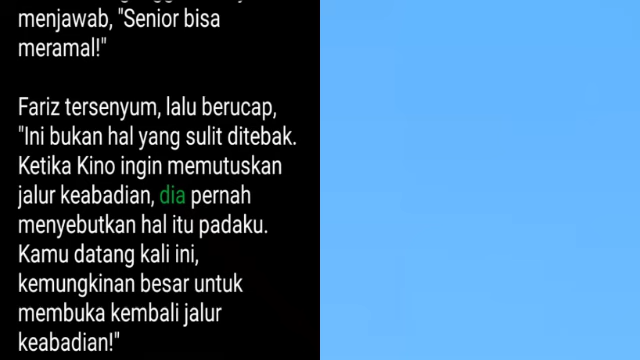 menjawab, "Senior bisa
meramal!"
Fariz tersenyum, lalu berucap,
"Ini bukan hal yang sulit ditebak.
Ketika Kino ingin memutuskan
jalur keabadian, dia pernah
menyebutkan hal itu padaku.
Kamu datang kali ini,
kemungkinan besar untuk
membuka kembali jalur
keabadian!"